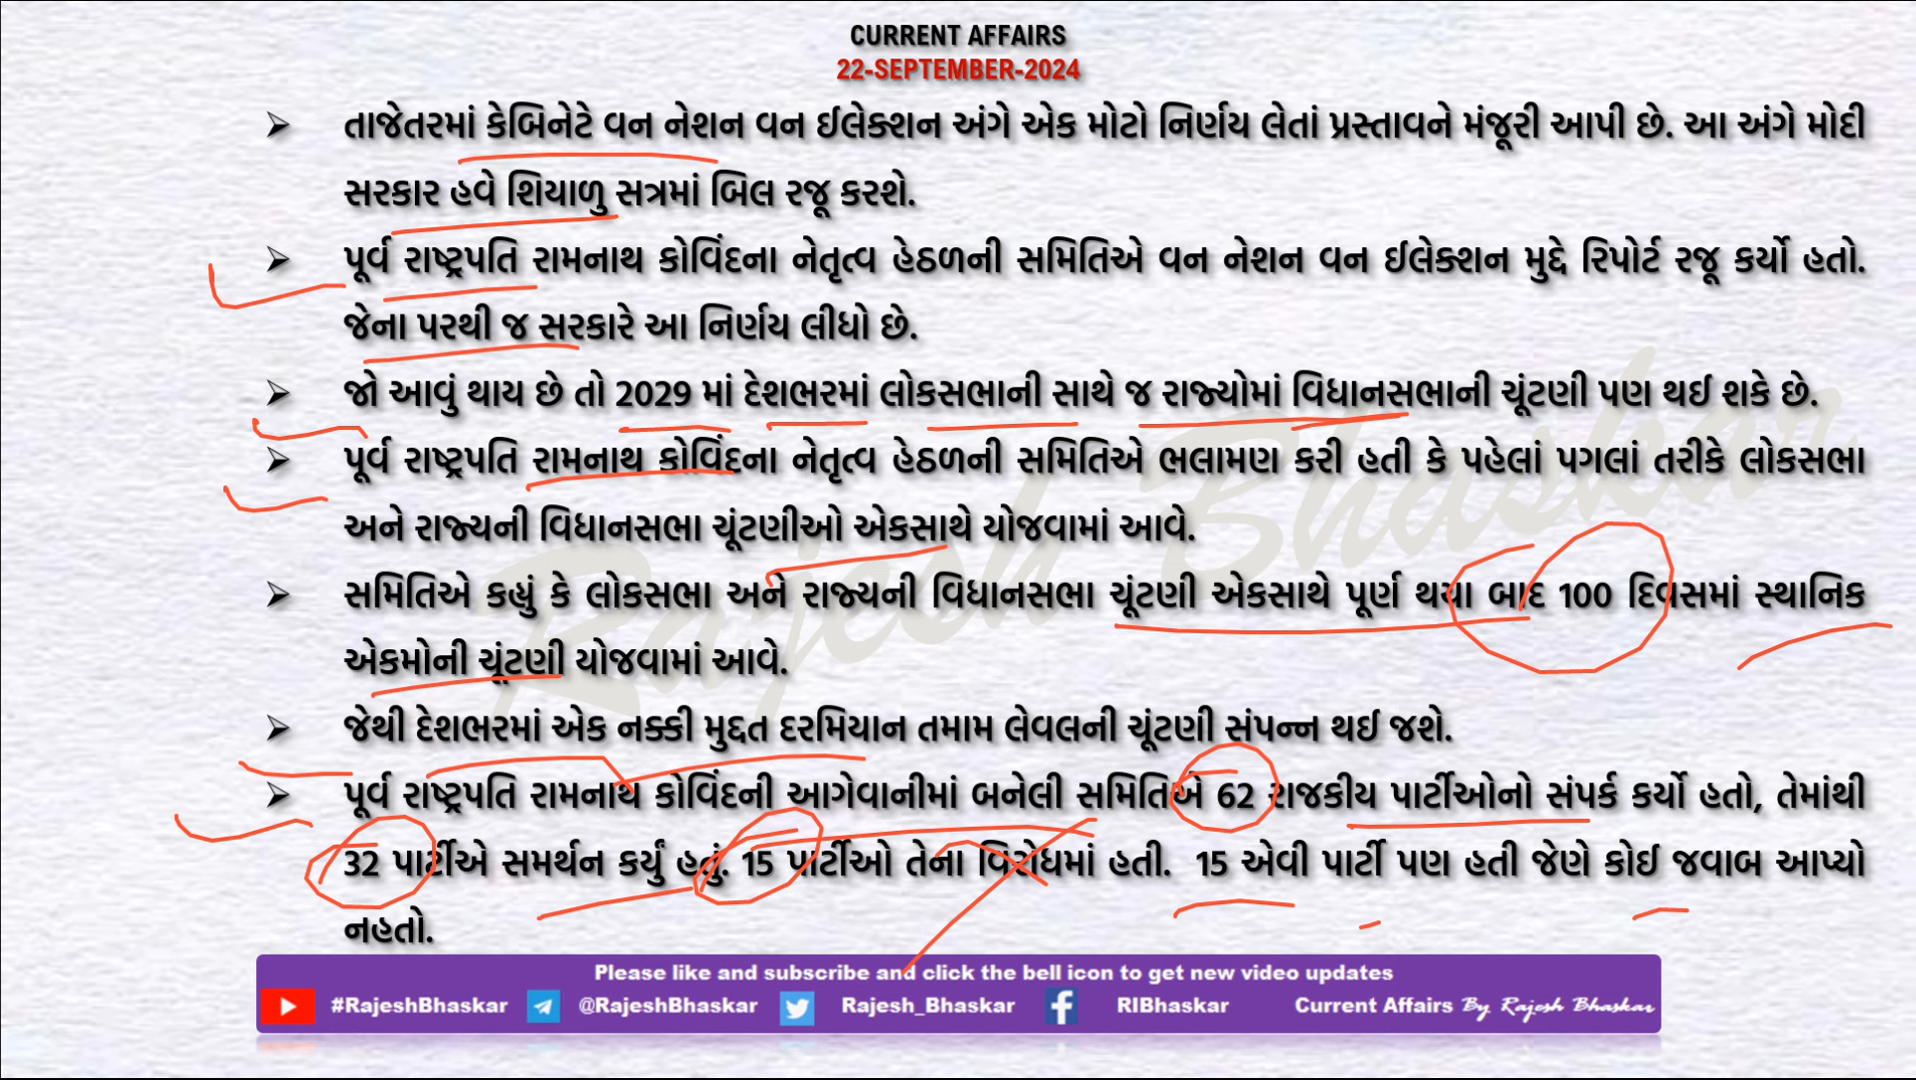 CURRENT AFFAIRS
22-SEPTEMBER-2024
➢ તાજેતરમાં કેબિનેટે વન નેશન વન ઈલેક્શન અંગે એક મોટો નિર્ણય લેતાં પ્રસ્તાવને મંજૂરી આપી છે. આ અંગે મોદી
સરકાર હવે શિયાળુ સત્રમાં બિલ રજૂ કરશે.
➢ પૂર્વ રાષ્ટ્રપતિ રામનાથ કોવિંદના નેતૃત્વ હેઠળની સમિતિએ વન નેશન વન ઈલેક્શન મુદ્દે રિપોર્ટ રજૂ કર્યો હતો.
જેના પરથી જ સરકારે આ નિર્ણય લીધો છે.
➢ જો આવું થાય છે તો 2029 માં દેશભરમાં લોકસભાની સાથે જ રાજ્યોમાં વિધાનસભાની ચૂંટણી પણ થઈ શકે છે.
➢ પૂર્વ રાષ્ટ્રપતિ રામનાથ કોવિંદના નેતૃત્વ હેઠળની સમિતિએ ભલામણ કરી હતી કે પહેલાં પગલાં તરીકે લોકસભા
અને રાજ્યની વિધાનસભા ચૂંટણીઓ એકસાથે યોજવામાં આવે.
➢ સમિતિએ કહ્યું કે લોકસભા અને રાજ્યની વિધાનસભા ચૂંટણી એકસાથે પૂર્ણ થયા બાદ 100 દિવસમાં સ્થાનિક
એકમોની ચૂંટણી યોજવામાં આવે.
➢ જેથી દેશભરમાં એક નક્કી મુદ્દત દરમિયાન તમામ લેવલની ચૂંટણી સંપન્ન થઈ જશે.
➢ પૂર્વ રાષ્ટ્રપતિ રામનાથ કોવિંદની આગેવાનીમાં બનેલી સમિતિએ 62 રાજકીય પાર્ટીઓનો સંપર્ક કર્યો હતો, તેમાંથી
32 પાર્ટીએ સમર્થન કર્યું હતું. 15 પાર્ટીઓ તેના વિરોધમાં હતી. 15 એવી પાર્ટી પણ હતી જેણે કોઈ જવાબ આપ્યો
નહતો.
Rajesh Bhaskar
Please like and subscribe and click the bell icon to get new video updates
#RajeshBhaskar @RajeshBhaskar Rajesh_Bhaskar RIBhaskar Current Affairs By Rajesh Bhaskar